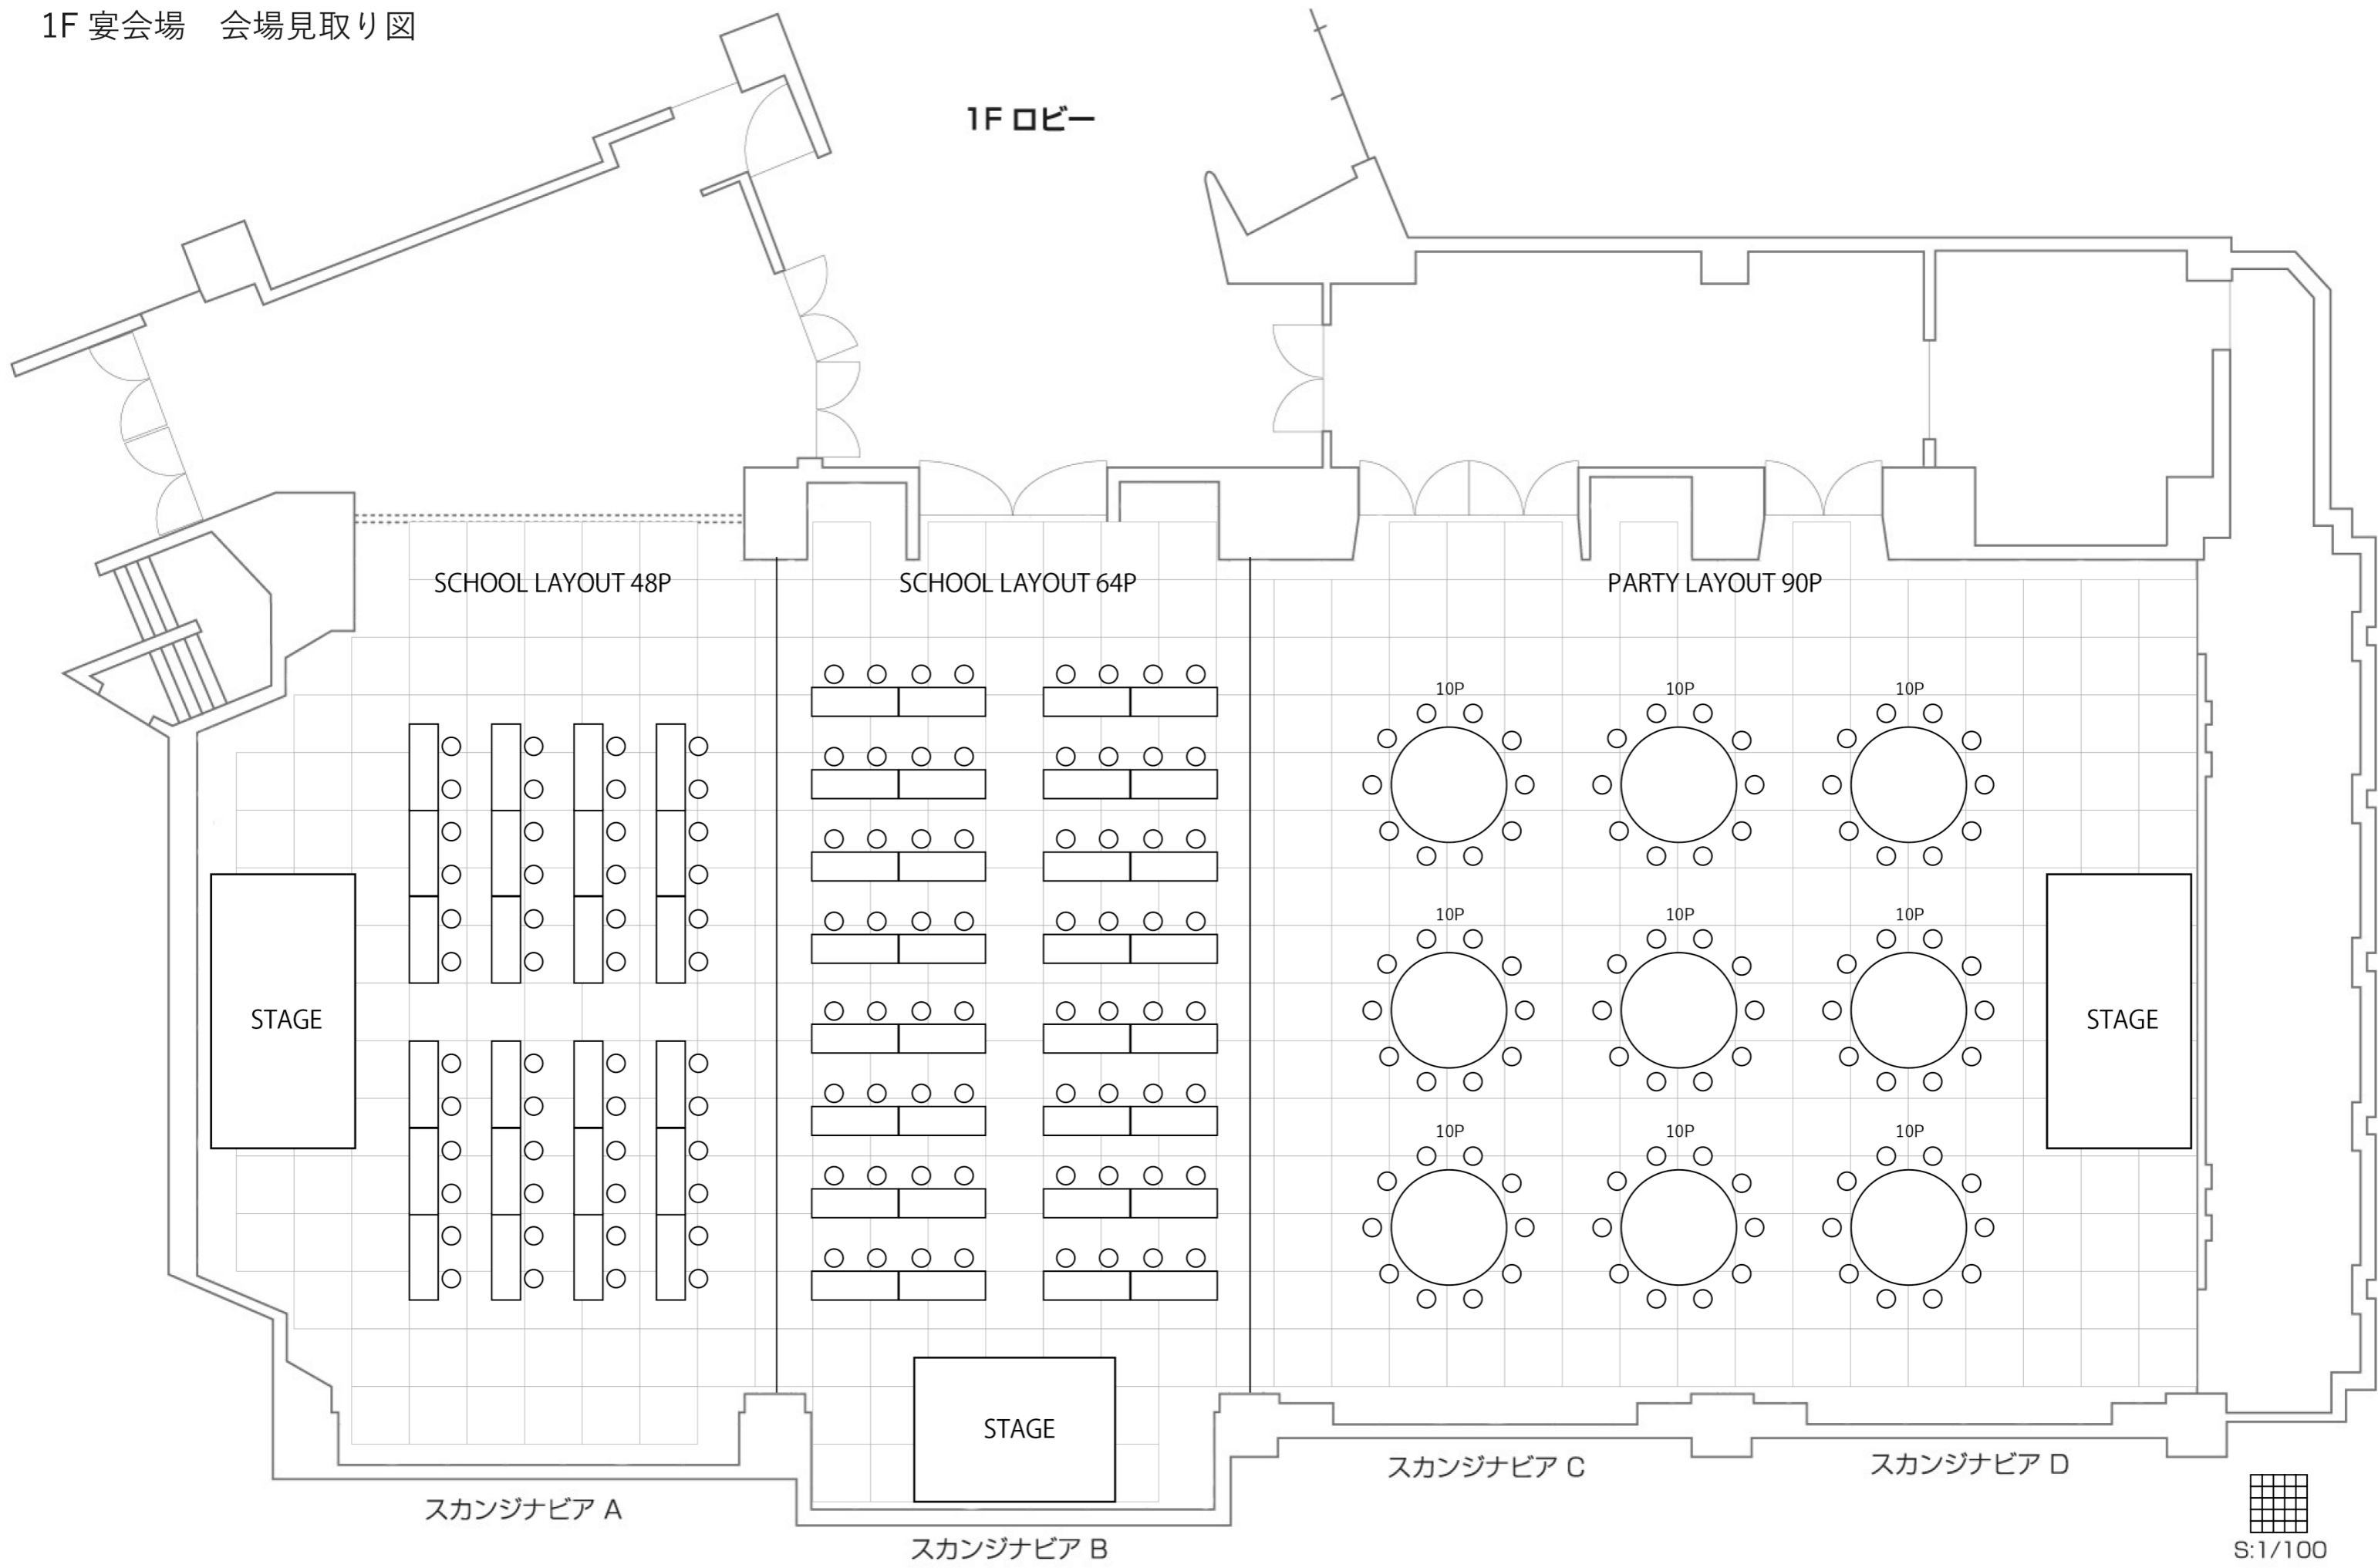 1F 宴会場　会場見取り図
1F ロビー
SCHOOL LAYOUT 48P
SCHOOL LAYOUT 64P
PARTY LAYOUT 90P
10P
10P
10P
10P
10P
10P
STAGE
STAGE
10P
10P
10P
STAGE
スカンジナビア A
スカンジナビア B
スカンジナビア C
スカンジナビア D
S:1/100